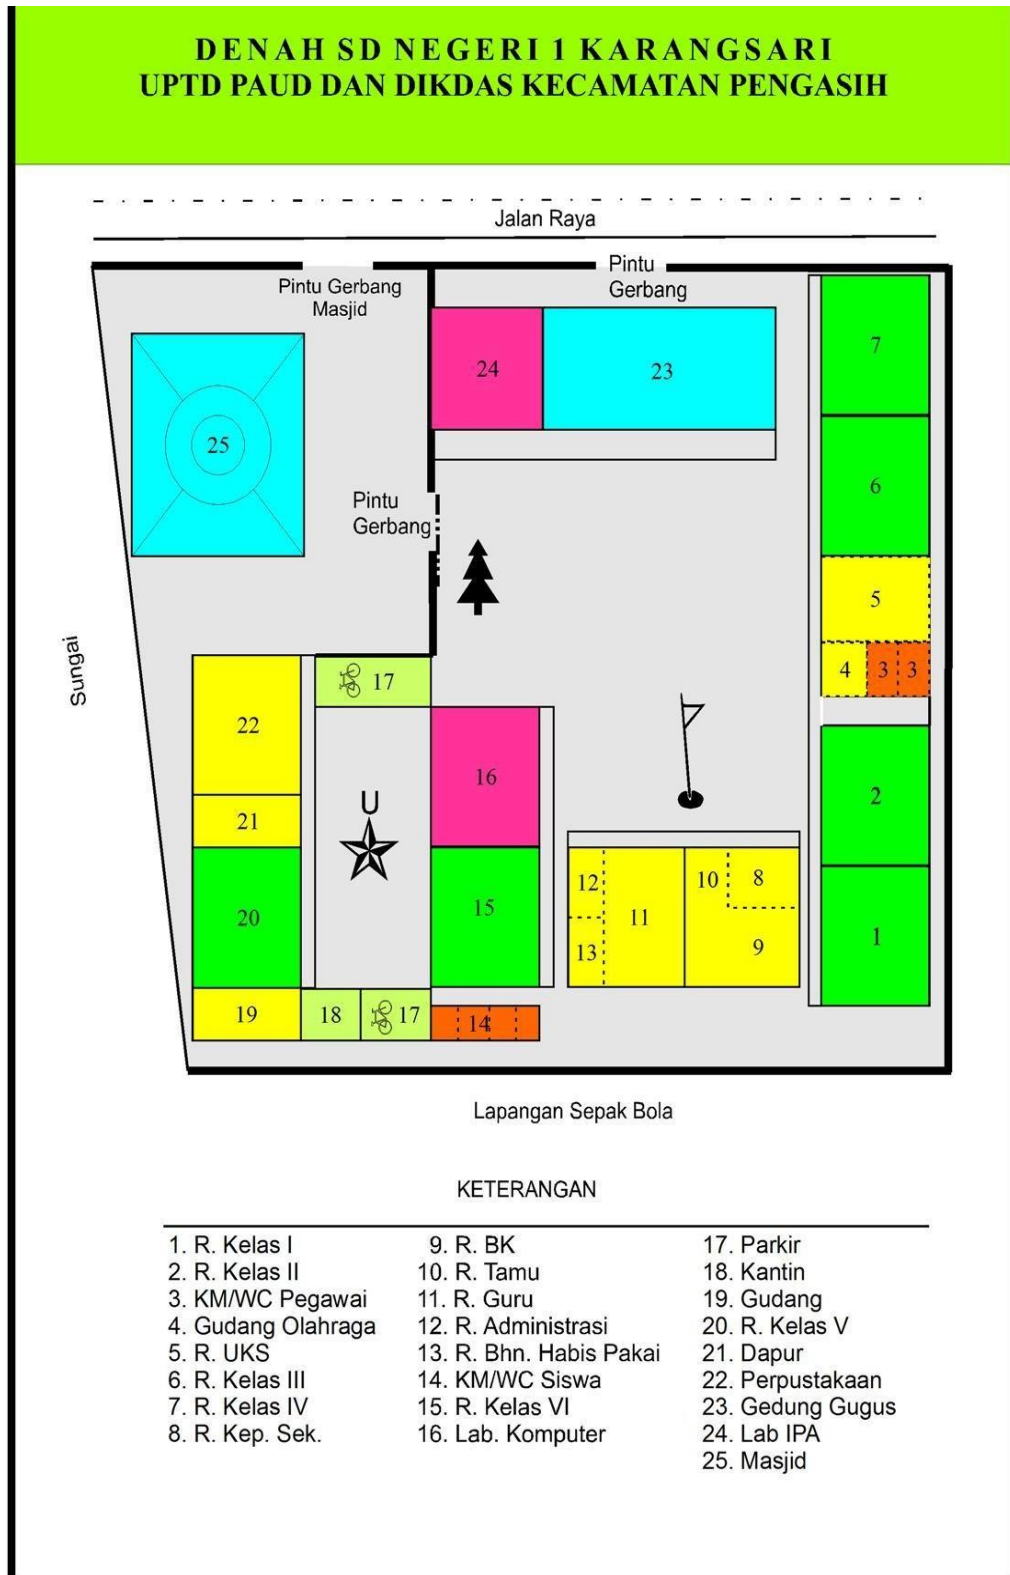 DENAH SD NEGERI 1 KARANGSARI
UPTD PAUD DAN DIKDAS KECAMATAN PENGASIH
Jalan Raya
Pintu Gerbang
Masjid
Pintu
Gerbang
7
24
23
25
6
Pintu
Gerbang
5
4
3
3
Sungai
17
22
16
2
U
21
12
10
8
20
15
11
13
9
1
19
18
17
14
Lapangan Sepak Bola
KETERANGAN
1. R. Kelas I
2. R. Kelas II
3. KM/WC Pegawai
4. Gudang Olahraga
5. R. UKS
6. R. Kelas III
7. R. Kelas IV
8. R. Kep. Sek.
9. R. BK
10. R. Tamu
11. R. Guru
12. R. Administrasi
13. R. Bhn. Habis Pakai
14. KM/WC Siswa
15. R. Kelas VI
16. Lab. Komputer
17. Parkir
18. Kantin
19. Gudang
20. R. Kelas V
21. Dapur
22. Perpustakaan
23. Gedung Gugus
24. Lab IPA
25. Masjid